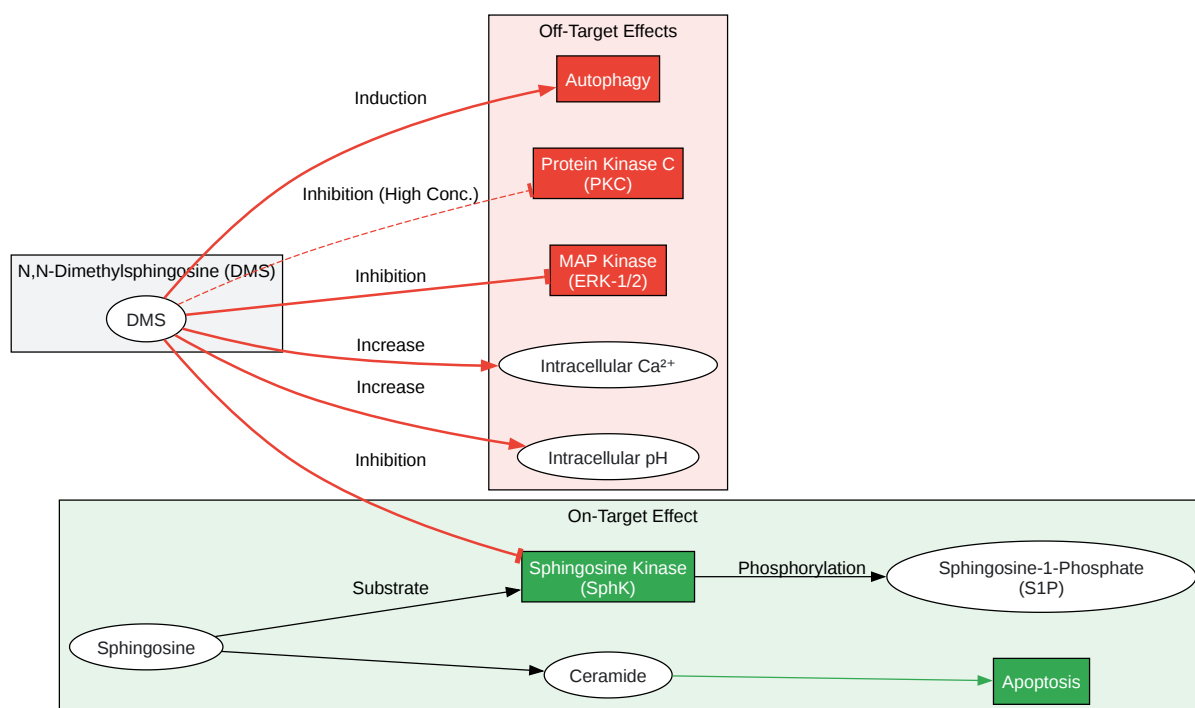 Off-Target Effects
Autophagy
Induction
Protein Kinase C
(PKC)
Inhibition (High Conc.)
MAP Kinase
(ERK-1/2)
N,N-Dimethylsphingosine (DMS)
Inhibition
DMS
Increase
Intracellular Ca²⁺
Increase
Intracellular pH
Inhibition
On-Target Effect
Sphingosine Kinase
(SphK)
Phosphorylation
Sphingosine-1-Phosphate
(S1P)
Substrate
Sphingosine
Ceramide
Apoptosis